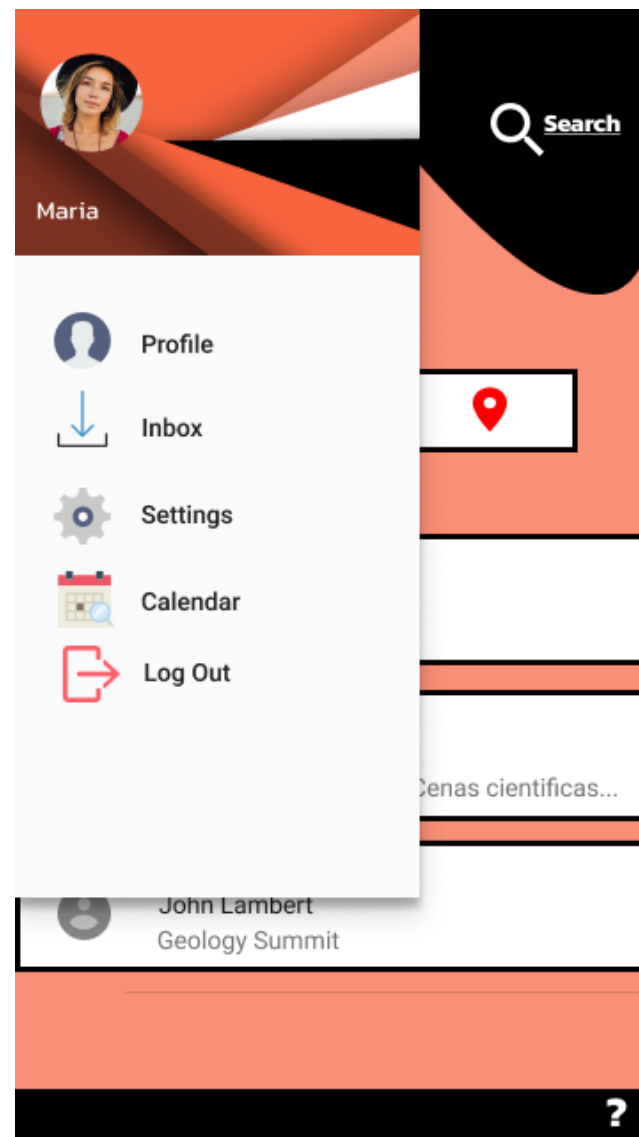 Search
Maria
Profile
Inbox
Settings
Calendar
Log Out
Cenas cientificas...
John Lambert
Geology Summit
?